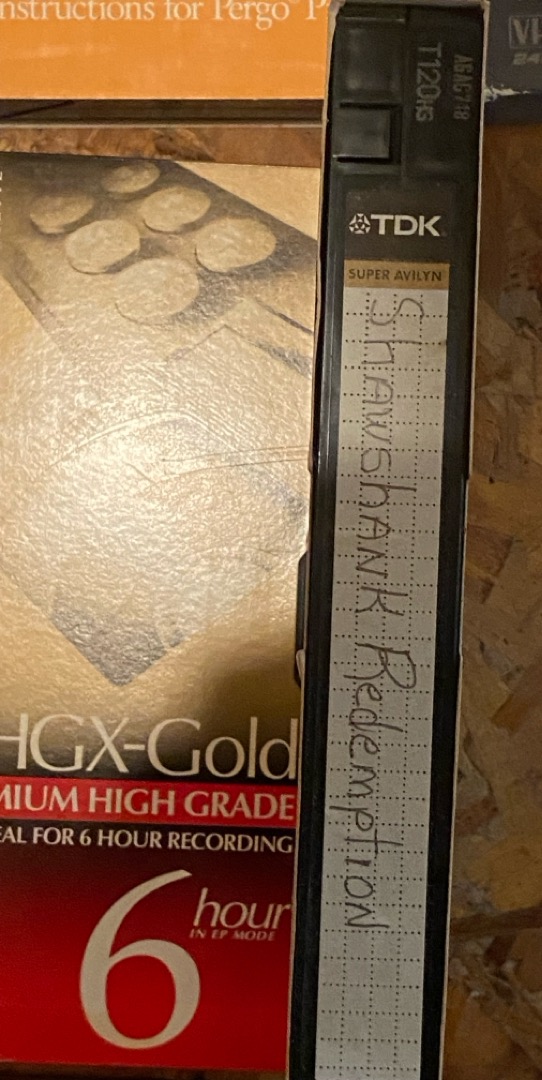 nstructions for Pergo® P
HGX-Gold
MIUM HIGH GRADE
EAL FOR 6 HOUR RECORDING
6 hour
IN EP MODE
T120HS
A6AC718
TDK
SUPER AVILYN
ShAwshANK Redemption